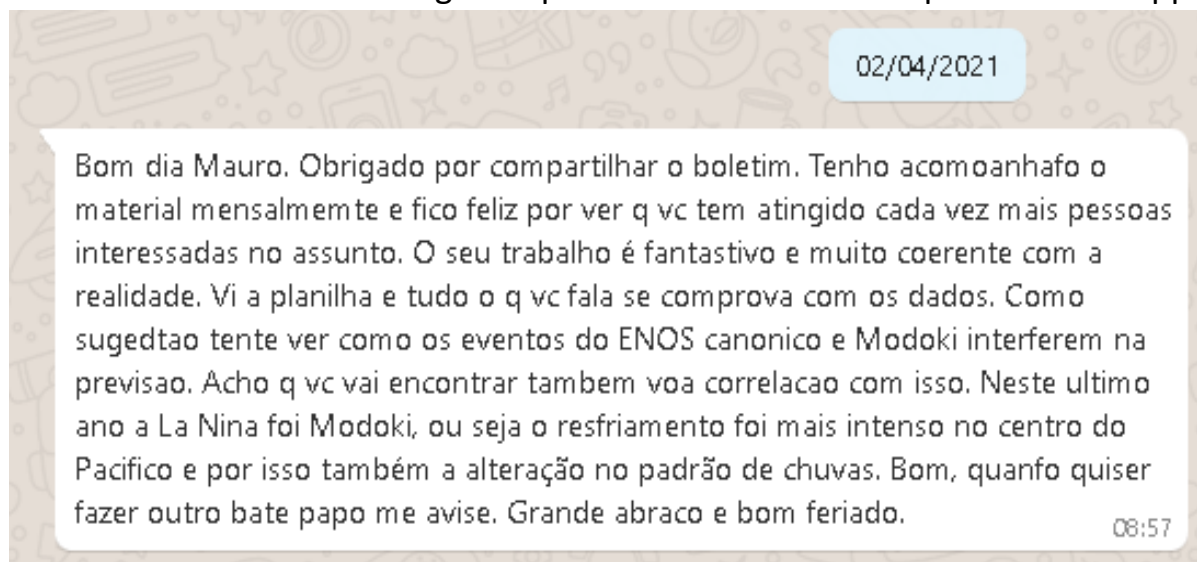 02/04/2021
Bom dia Mauro. Obrigado por compartilhar o boletim. Tenho acomoanhafo o
material mensalmemte e fico feliz por ver q vc tem atingido cada vez mais pessoas
interessadas no assunto. O seu trabalho é fantastivo e muito coerente com a
realidade. Vi a planilha e tudo o q vc fala se comprova com os dados. Como
sugedtao tente ver como os eventos do ENOS canonico e Modoki interferem na
previsao. Acho q vc vai encontrar tambem voa correlacao com isso. Neste ultimo
ano a La Nina foi Modoki, ou seja o resfriamento foi mais intenso no centro do
Pacifico e por isso também a alteração no padrão de chuvas. Bom, quanfo quiser
fazer outro bate papo me avise. Grande abraco e bom feriado.
08:57